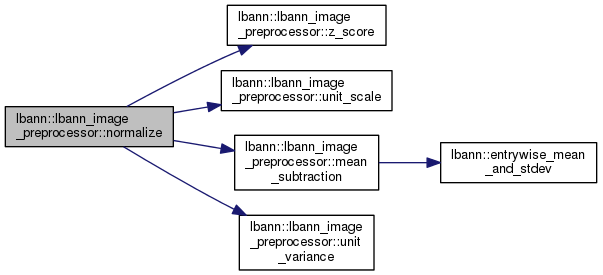 lbann::lbann_image
_preprocessor::normalize
lbann::lbann_image
_preprocessor::z_score
lbann::lbann_image
_preprocessor::unit_scale
lbann::lbann_image
_preprocessor::mean
_subtraction
lbann::entrywise_mean
_and_stdev
lbann::lbann_image
_preprocessor::unit
_variance